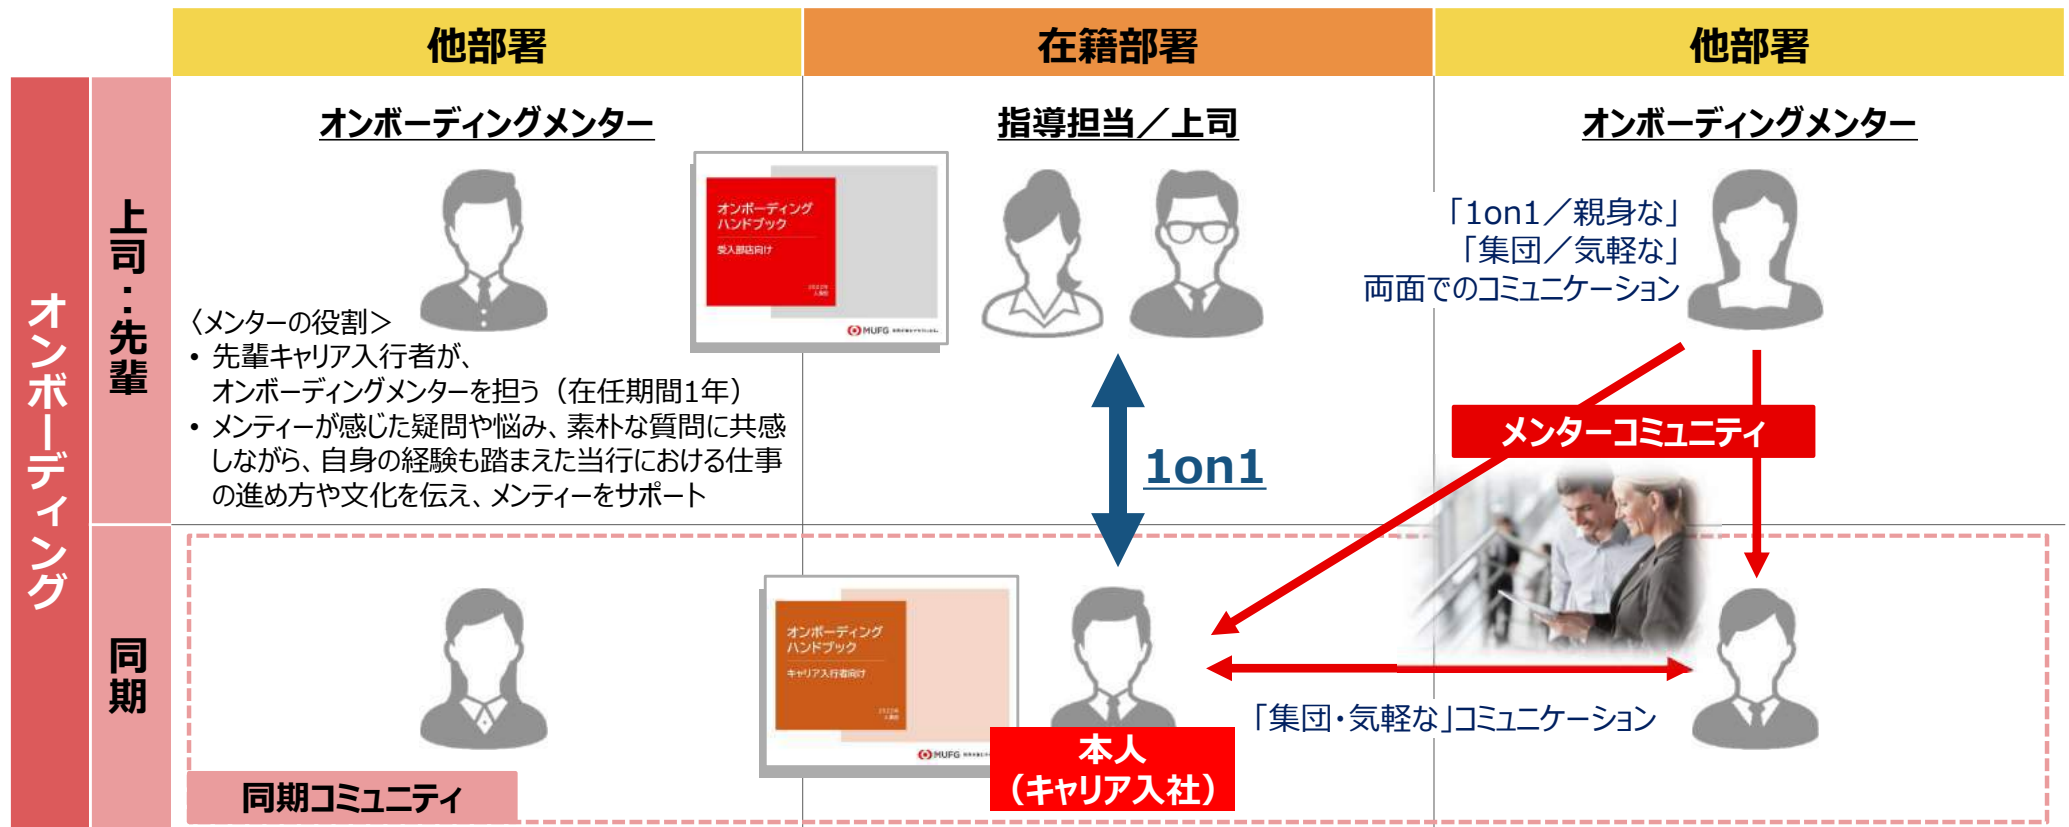 他部署
在籍部署
他部署
オンボーディング
上司・先輩
同期
オンボーディングメンター
指導担当／上司
オンボーディングメンター
オンボーディング
ハンドブック
受入部店向け
MUFG
「1on1／親身な」
「集団／気軽な」
両面でのコミュニケーション
〈メンターの役割＞
• 先輩キャリア入行者が、
オンボーディングメンターを担う（在任期間1年）
• メンティーが感じた疑問や悩み、素朴な質問に共感
しながら、自身の経験も踏まえた当行における仕事
の進め方や文化を伝え、メンティーをサポート
1on1
メンターコミュニティ
オンボーディング
ハンドブック
キャリア入行者向け
MUFG
「集団・気軽な」コミュニケーション
本人
（キャリア入社）
同期コミュニティ